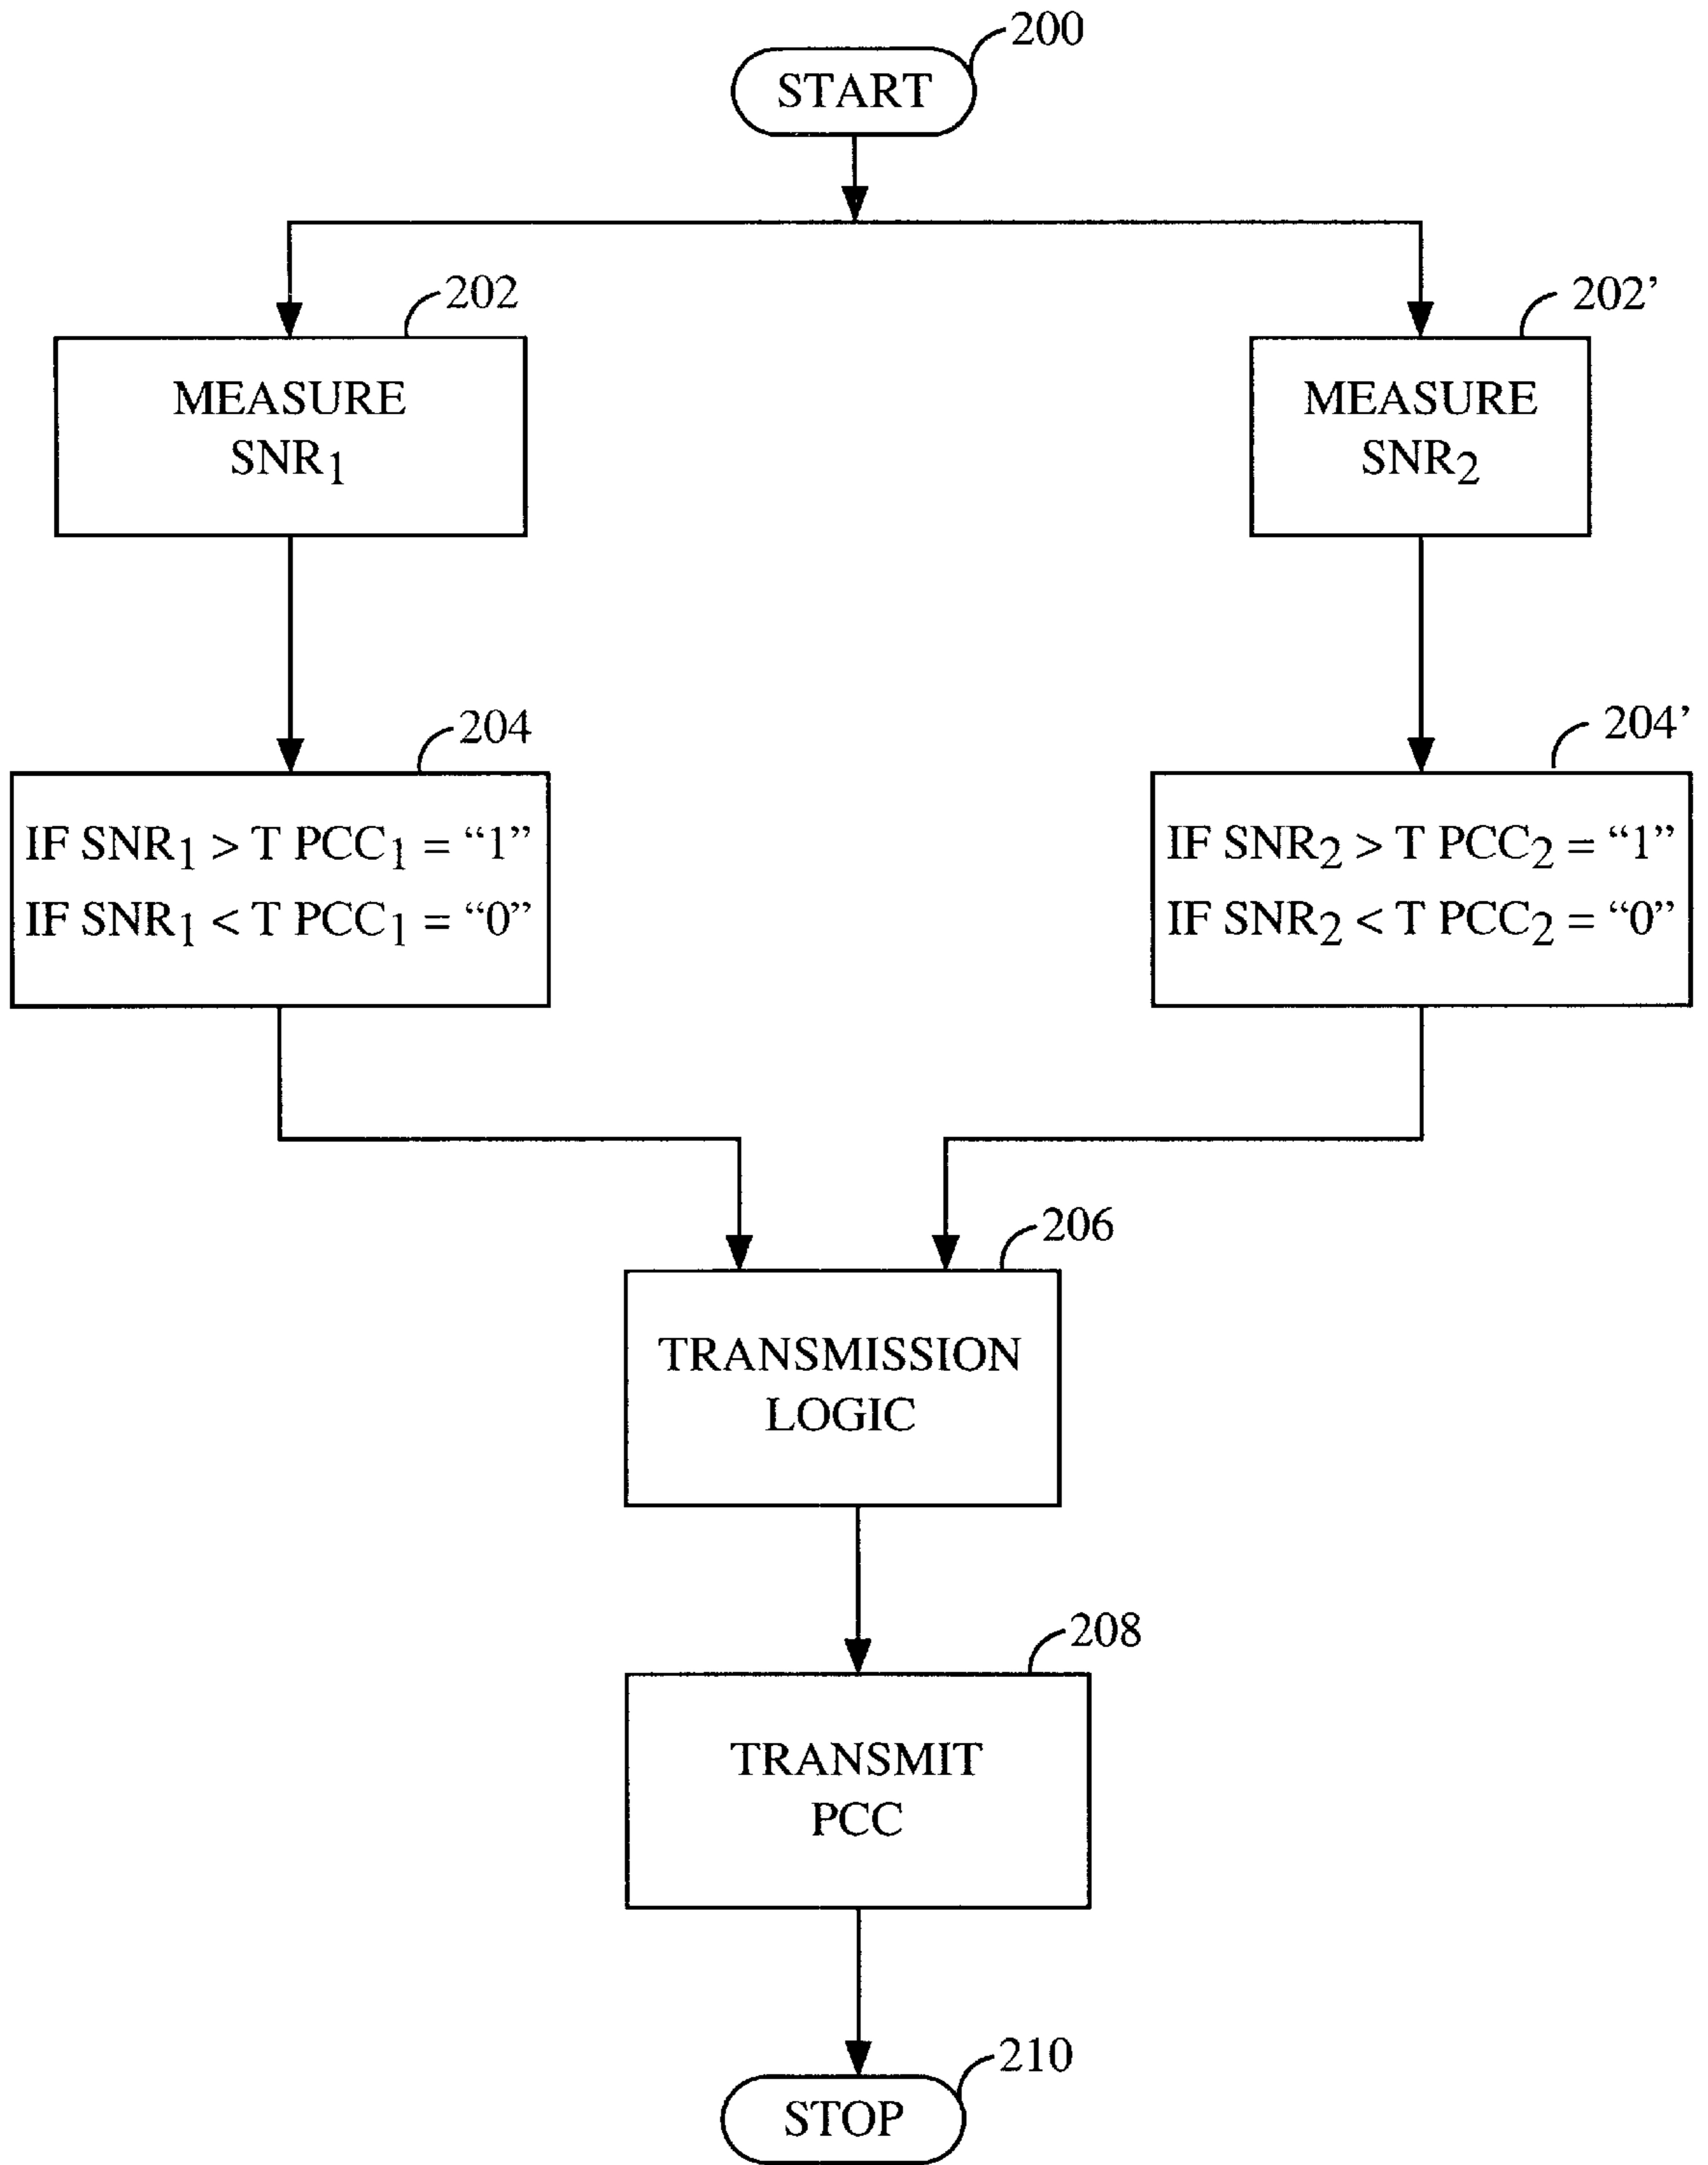 200
START
202
MEASURE
SNR1
202’
MEASURE
SNR2
204
IF SNR1 > T PCC1 = “1”
IF SNR1 < T PCC1 = “0”
204’
IF SNR2 > T PCC2 = “1”
IF SNR2 < T PCC2 = “0”
206
TRANSMISSION
LOGIC
208
TRANSMIT
PCC
210
STOP